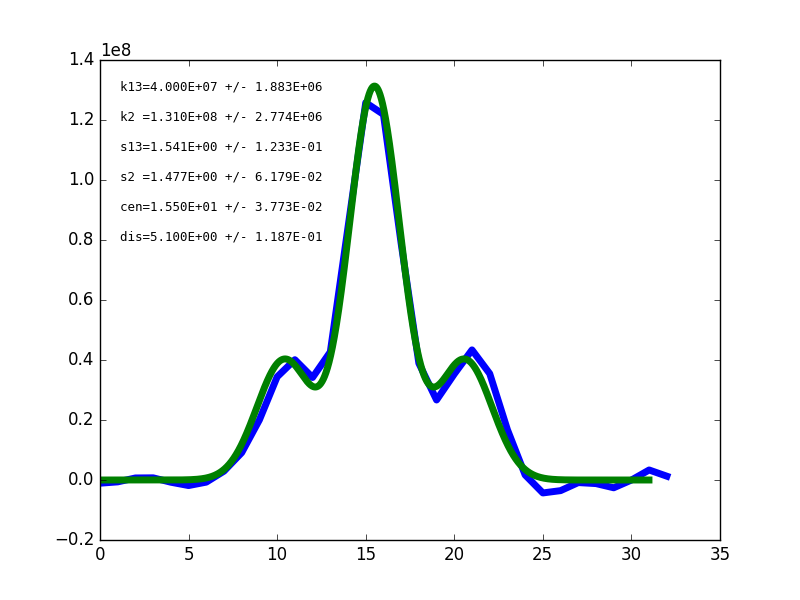 1e8
1.4
k13=4.000E+07 +/- 1.883E+06
1.2
k2 =1.310E+08 +/- 2.774E+06
1.0
s13=1.541E+00 +/- 1.233E-01
s2 =1.477E+00 +/- 6.179E-02
cen=1.550E+01 +/- 3.773E-02
0.8
dis=5.100E+00 +/- 1.187E-01
0.6
0.4
0.2
0.0
−0.2
0 5 10 15 20 25 30 35